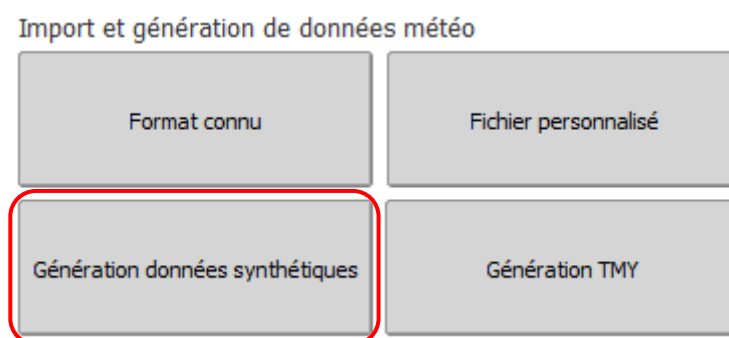 Import et génération de données météo
Format connu
Fichier personnalisé
Génération données synthétiques
Génération TMY